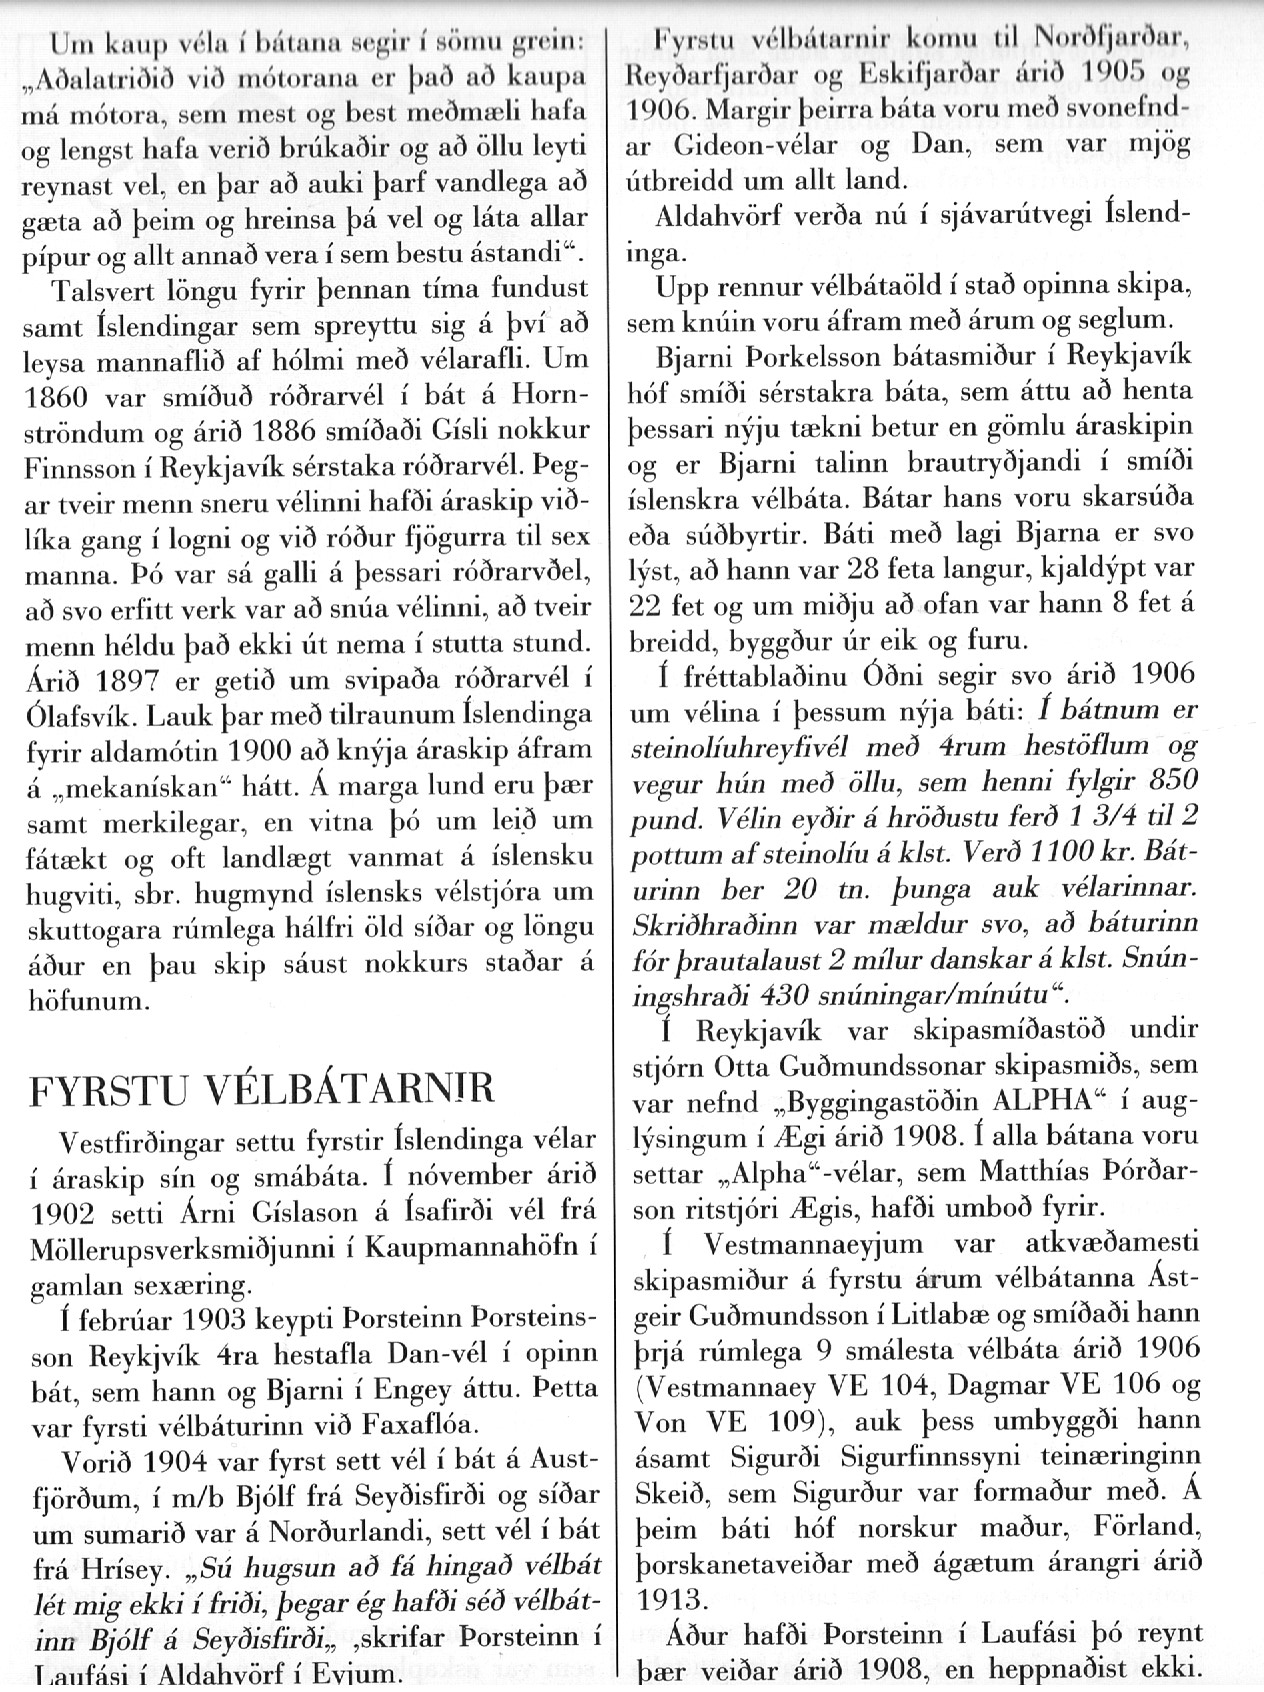 Um kaup véla í bátana segir í sömu grein:
„Aðalatriðið við mótorana er það að kaupa
má mótora, sem mest og best meðmæli hafa
og lengst hafa verið brúkaðir og að öllu leyti
reynast vel, en þar að auki þarf vandlega að
gæta að þeim og hreinsa þá vel og láta allar
pípur og allt annað vera í sem bestu ástandi“.
Talsvert löngu fyrir þennan tíma fundust
samt Íslendingar sem spreyttu sig á því að
leysa mannaflið af hólmi með vélarafli. Um
1860 var smíðuð róðrarvél í bát á Horn-
ströndum og árið 1886 smíðaði Gísli nokkur
Finnsson í Reykjavík sérstaka róðrarvél. Þeg-
ar tveir menn sneru vélinni hafði áraskip við-
líka gang í logni og við róður fjögurra til sex
manna. Þó var sá galli á þessari róðrarvðel,
að svo erfitt verk var að snúa vélinni, að tveir
menn héldu það ekki út nema í stutta stund.
Árið 1897 er getið um svipaða róðrarvél í
Ólafsvík. Lauk þar með tilraunum Íslendinga
fyrir aldamótin 1900 að knýja áraskip áfram
á „mekanískan“ hátt. Á marga lund eru þær
samt merkilegar, en vitna þó um leið um
fátækt og oft landlægt vanmat á íslensku
hugviti, sbr. hugmynd íslensks vélstjóra um
skuttogara rúmlega hálfri öld síðar og löngu
áður en þau skip sáust nokkurs staðar á
höfunum.
FYRSTU VÉLBÁTARNIR
Vestfirðingar settu fyrstir Íslendinga vélar
í áraskip sín og smábáta. Í nóvember árið
1902 setti Árni Gíslason á Ísafirði vél frá
Möllerupsverksmiðjunni í Kaupmannahöfn í
gamlan sexæring.
Í febrúar 1903 keypti Þorsteinn Þorsteins-
son Reykjvík 4ra hestafla Dan-vél í opinn
bát, sem hann og Bjarni í Engey áttu. Þetta
var fyrsti vélbáturinn við Faxaflóa.
Vorið 1904 var fyrst sett vél í bát á Aust-
fjörðum, í m/b Bjólf frá Seyðisfirði og síðar
um sumarið var á Norðurlandi, sett vél í bát
frá Hrísey. „Sú hugsun að fá hingað vélbát
lét mig ekki í friði, þegar ég hafði séð vélbát-
inn Bjólf á Seyðisfirði„ ,skrifar Þorsteinn í
Laufási í Aldahvörf í Eyjum.
Fyrstu vélbátarnir komu til Norðfjarðar,
Reyðarfjarðar og Eskifjarðar árið 1905 og
1906. Margir þeirra báta voru með svonefnd-
ar Gideon-vélar og Dan, sem var mjög
útbreidd um allt land.
Aldahvörf verða nú í sjávarútvegi Íslend-
inga.
Upp rennur vélbátaöld í stað opinna skipa,
sem knúin voru áfram með árum og seglum.
Bjarni Þorkelsson bátasmiður í Reykjavík
hóf smíði sérstakra báta, sem áttu að henta
þessari nýju tækni betur en gömlu áraskipin
og er Bjarni talinn brautryðjandi í smíði
íslenskra vélbáta. Bátar hans voru skarsúða
eða súðbyrtir. Báti með lagi Bjarna er svo
lýst, að hann var 28 feta langur, kjaldýpt var
22 fet og um miðju að ofan var hann 8 fet á
breidd, byggður úr eik og furu.
Í fréttablaðinu Óðni segir svo árið 1906
um vélina í þessum nýja báti: Í bátnum er
steinolíuhreyfivél með 4rum hestöflum og
vegur hún með öllu, sem henni fylgir 850
pund. Vélin eyðir á hröðustu ferð 1 3/4 til 2
pottum af steinolíu á klst. Verð 1100 kr. Bát-
urinn ber 20 tn. þunga auk vélarinnar.
Skriðhraðinn var mældur svo, að báturinn
fór þrautalaust 2 mílur danskar á klst. Snún-
ingshraði 430 snúningar/mínútu“.
Í Reykjavík var skipasmíðastöð undir
stjórn Otta Guðmundssonar skipasmiðs, sem
var nefnd „Byggingastöðin ALPHA“ í aug-
lýsingum í Ægi árið 1908. Í alla bátana voru
settar „Alpha“-vélar, sem Matthías Þórðar-
son ritstjóri Ægis, hafði umboð fyrir.
Í Vestmannaeyjum var atkvæðamesti
skipasmiður á fyrstu árum vélbátanna Ást-
geir Guðmundsson í Litlabæ og smíðaði hann
þrjá rúmlega 9 smálesta vélbáta árið 1906
(Vestmannaey VE 104, Dagmar VE 106 og
Von VE 109), auk þess umbyggði hann
ásamt Sigurði Sigurfinnssyni teinæringinn
Skeið, sem Sigurður var formaður með. Á
þeim báti hóf norskur maður, Förland,
þorskanetaveiðar með ágætum árangri árið
1913.
Áður hafði Þorsteinn í Laufási þó reynt
þær veiðar árið 1908, en heppnaðist ekki.